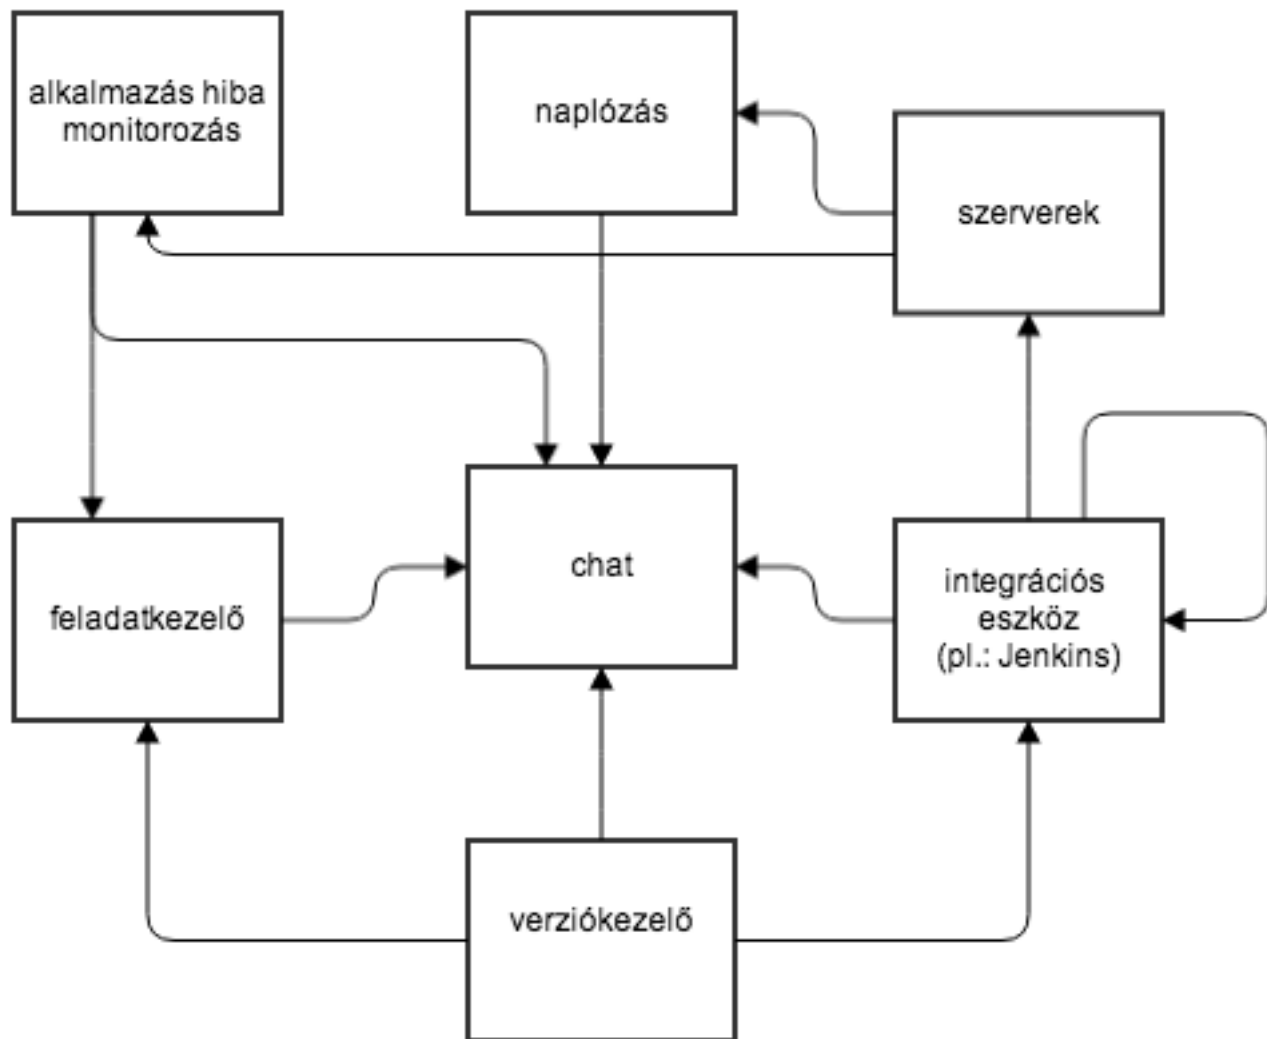 alkalmazás hiba
monitorozás
naplózás
szerverek
feladatkezelő
chat
integrációs
eszköz
(pl.: Jenkins)
verziókezelő